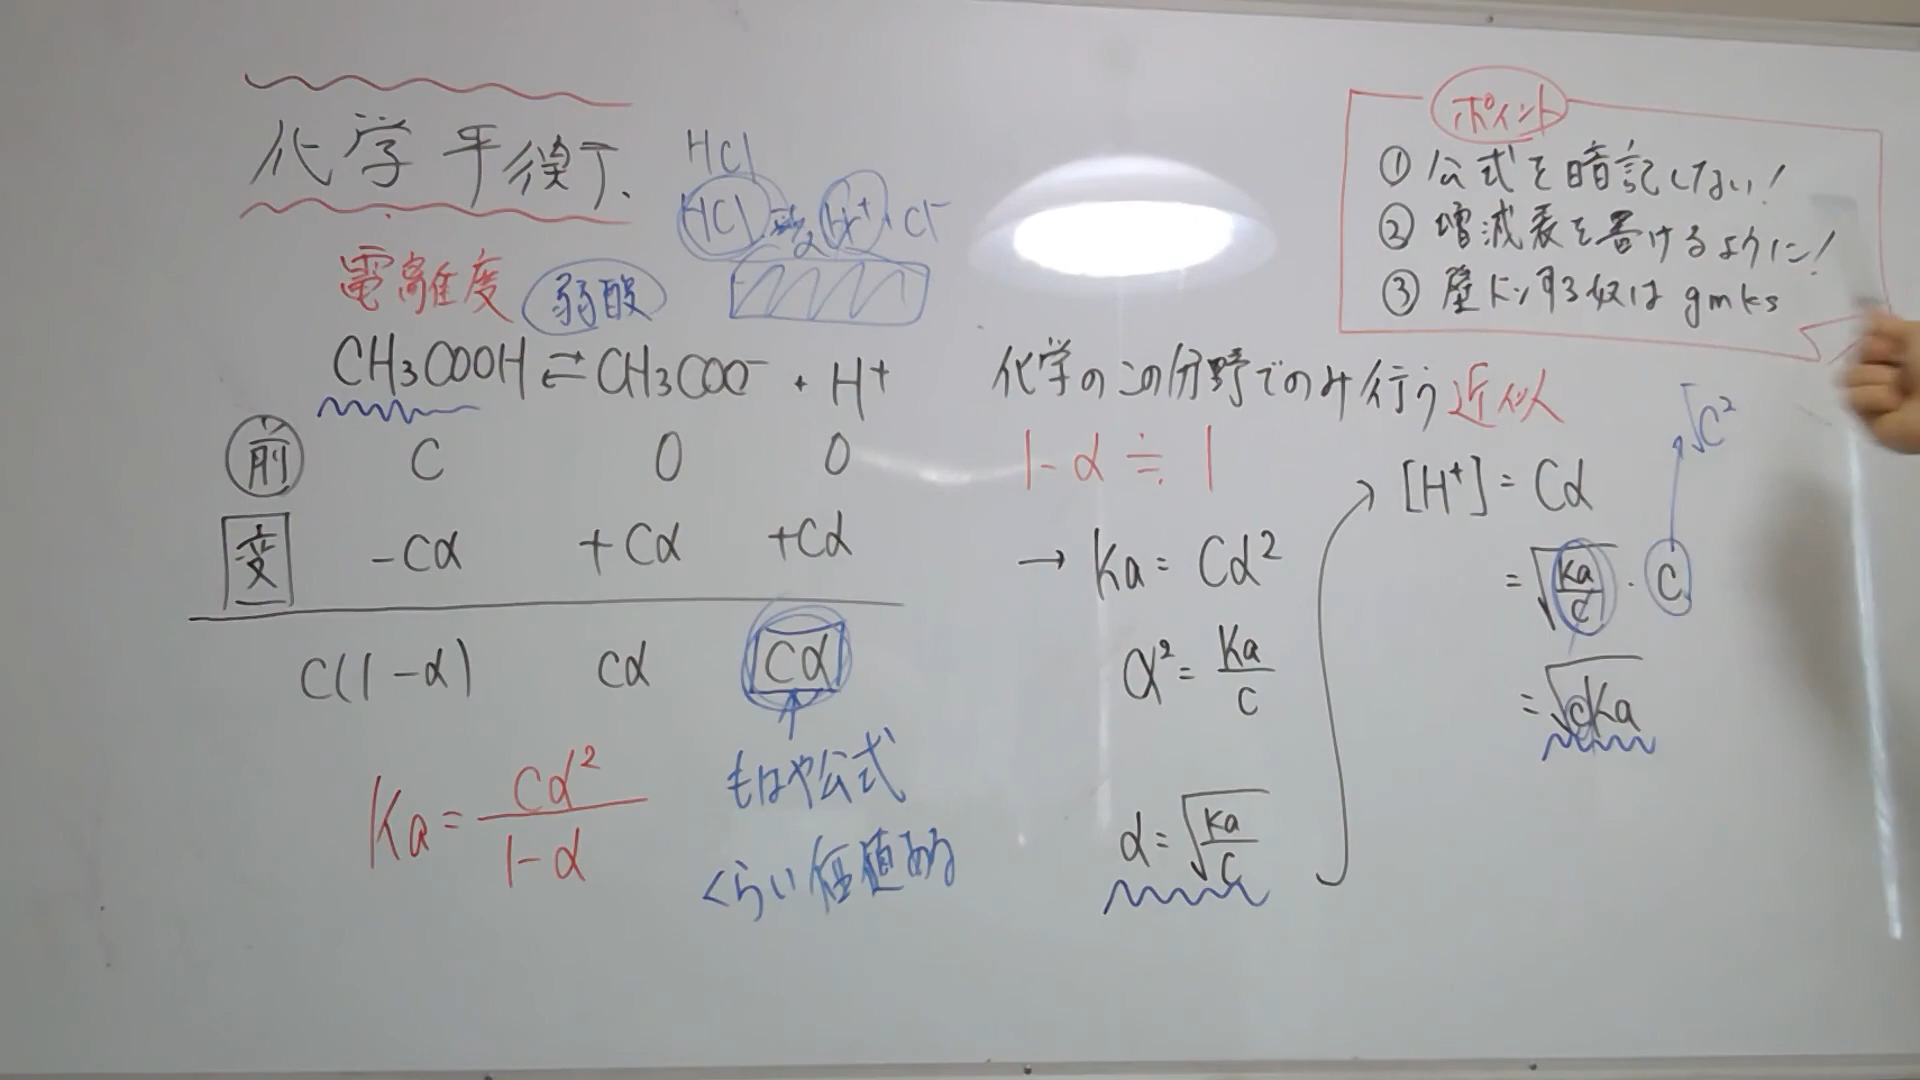 化学平衡
HCl
HCl → H⁺ + Cl⁻
電離度 弱酸
CH₃COOH ⇄ CH₃COO⁻ + H⁺
前 C 0 0
変 -Cα +Cα +Cα
C(1-α) Cα Cα
もはや公式
くらい価値ある
Ka = Cα² / 1-α
ポイント
① 公式を暗記しない!
② 増減表を書けるように!
③ 壁ドンする奴は gmks
化学のこの分野でのみ行う近似
1-α ≒ 1
→ Ka = Cα²
α² = Ka/C
α = √(Ka/C)
[H⁺] = Cα
= √(Ka/C) · C
√C²
= √(CKa)